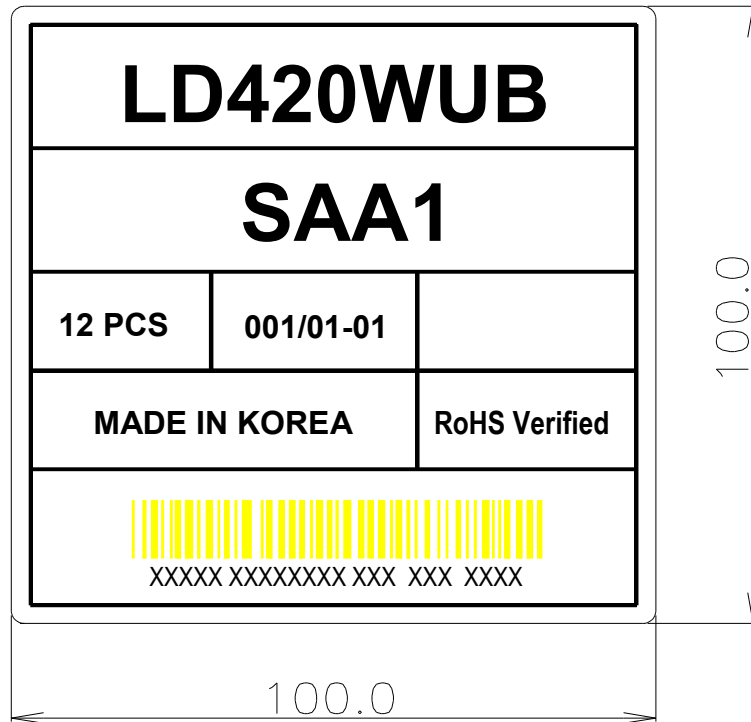 LD420WUB
SAA1
12 PCS 001/01-01
MADE IN KOREA RoHS Verified
XXXXX XXXXXXXX XXX XXX XXXX
100.0
100.0